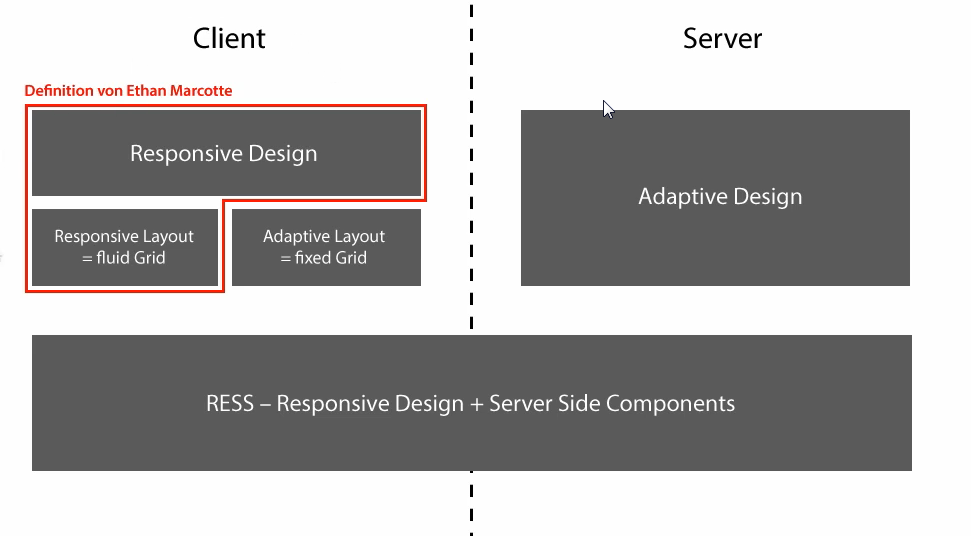 Client
Server
Definition von Ethan Marcotte
Responsive Design
Adaptive Design
Responsive Layout
= fluid Grid
Adaptive Layout
= fixed Grid
RESS – Responsive Design + Server Side Components